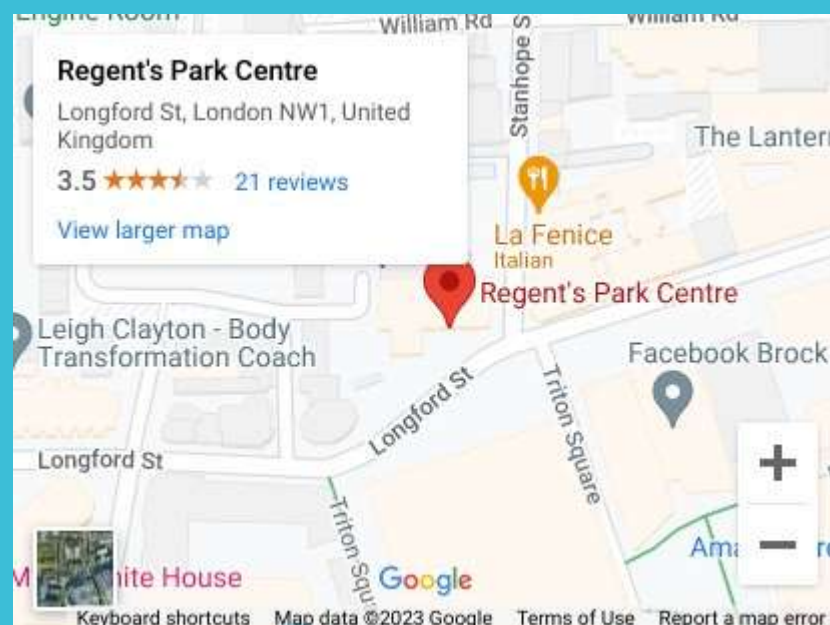 Engine Room
William Rd
William Rd
Regent's Park Centre
Longford St, London NW1, United
Kingdom
3.5
21 reviews
View larger map
Stanhope S
The Lantern
La Fenice
Italian
Regent's Park Centre
Leigh Clayton - Body
Transformation Coach
Facebook Brock
Longford St
Triton Square
Longford St
Triton Squa
Ama
hite House
Google
Keyboard shortcuts
Map data ©2023 Google
Terms of Use
Report a map error